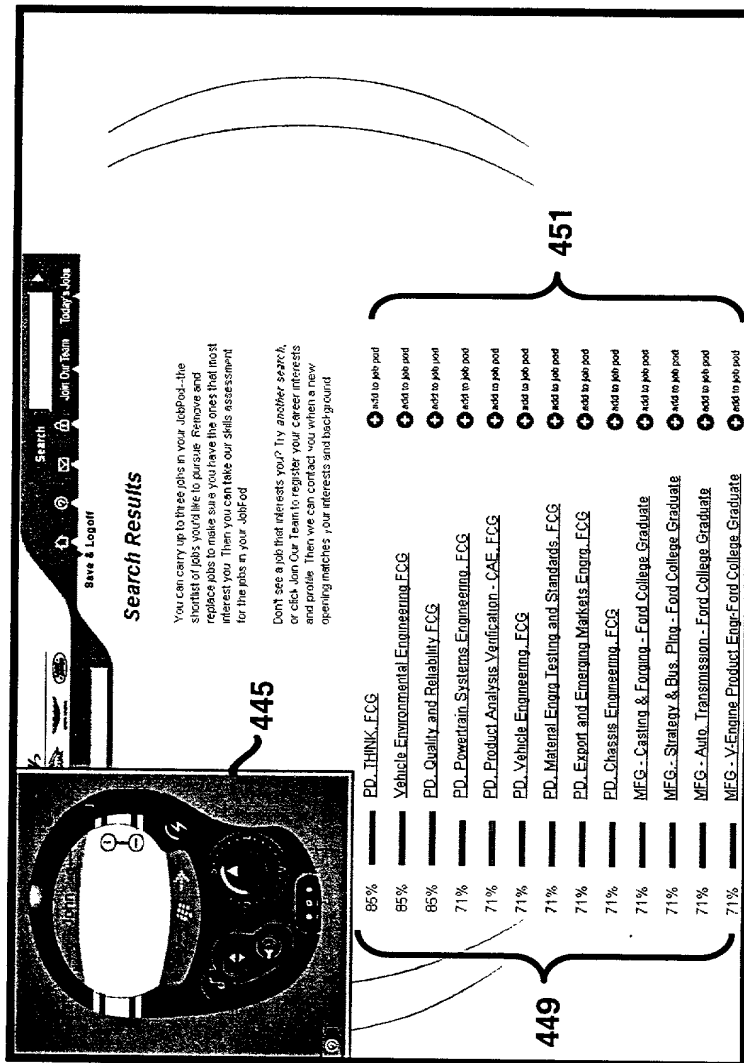 Search
Join Our Team
Today's Jobs
Save & Logoff
John
445
Search Results
You can carry up to three jobs in your JobPod--the
shortlist of jobs you'd like to pursue. Remove and
replace jobs to make sure you have the ones that most
interest you. Then you can take our skills assessment
for the jobs in your JobPod
Don't see a job that interests you? Try another search,
or click Join Our Team to register your career interests
and profile. Then we can contact you when a new
opening matches your interests and background
449
451
85% PD, THINK, FCG add to job pod
85% Vehicle Environmental Engineering FCG add to job pod
85% PD, Quality and Reliability FCG add to job pod
71% PD, Powertrain Systems Engineering, FCG add to job pod
71% PD, Product Analysis Verification - CAE, FCG add to job pod
71% PD, Vehicle Engineering, FCG add to job pod
71% PD, Material Engrg Testing and Standards, FCG add to job pod
71% PD, Export and Emerging Markets Engrg, FCG add to job pod
71% PD, Chassis Engineering, FCG add to job pod
71% MFG - Casting & Forging - Ford College Graduate add to job pod
71% MFG - Strategy & Bus. Plng - Ford College Graduate add to job pod
71% MFG - Auto. Transmission - Ford College Graduate add to job pod
71% MFG - V-Engine Product Engr-Ford College Graduate add to job pod